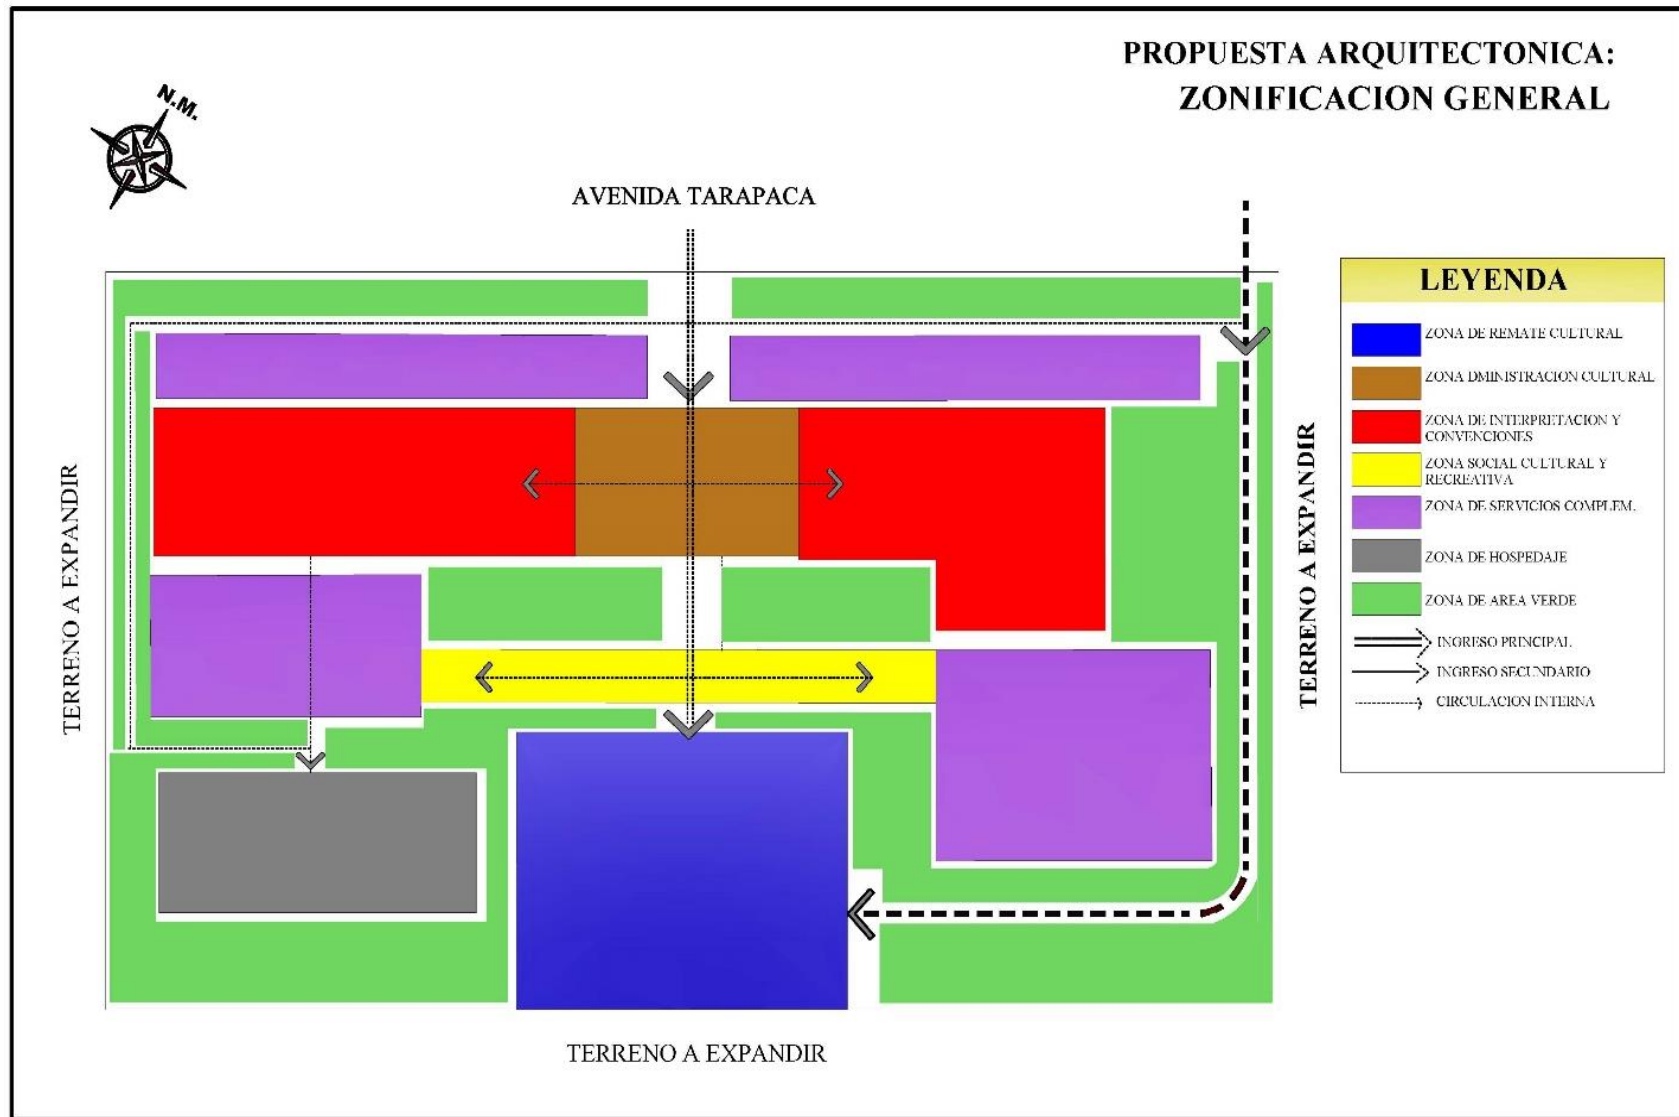 PROPUESTA ARQUITECTONICA:
ZONIFICACION GENERAL
N.M.
AVENIDA TARAPACA
TERRENO A EXPANDIR
TERRENO A EXPANDIR
TERRENO A EXPANDIR
LEYENDA
ZONA DE REMATE CULTURAL
ZONA DMINISTRACION CULTURAL
ZONA DE INTERPRETACION Y
CONVENCIONES
ZONA SOCIAL CULTURAL Y
RECREATIVA
ZONA DE SERVICIOS COMPLEM.
ZONA DE HOSPEDAJE
ZONA DE AREA VERDE
INGRESO PRINCIPAL
INGRESO SECUNDARIO
CIRCULACION INTERNA